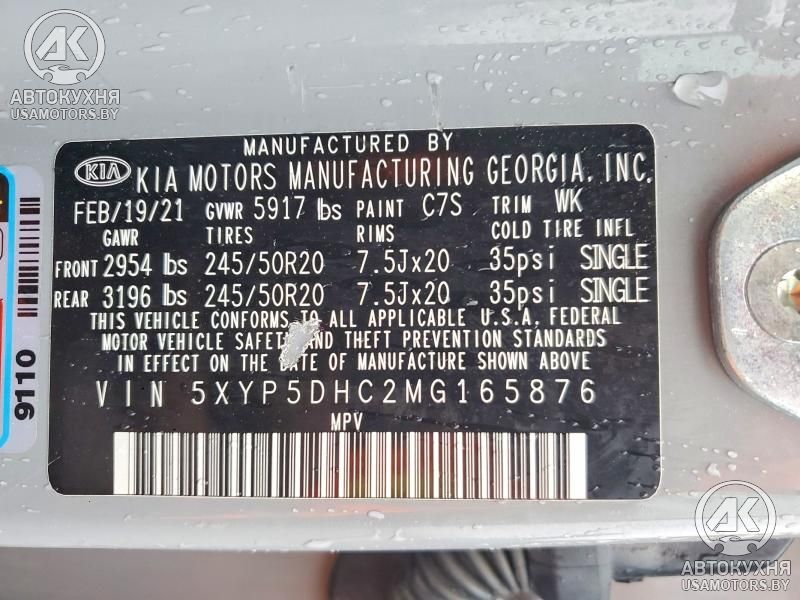 АК
АВТОКУХНЯ
USAMOTORS.BY
MANUFACTURED BY
KIA KIA MOTORS MANUFACTURING GEORGIA, INC.
FEB/19/21 GVWR 5917 lbs PAINT C7S TRIM WK
GAWR TIRES RIMS COLD TIRE INFL
FRONT 2954 lbs 245/50R20 7.5Jx20 35psi SINGLE
REAR 3196 lbs 245/50R20 7.5Jx20 35psi SINGLE
THIS VEHICLE CONFORMS TO ALL APPLICABLE U.S.A. FEDERAL
MOTOR VEHICLE SAFETY AND THEFT PREVENTION STANDARDS
IN EFFECT ON THE DATE OF MANUFACTURE SHOWN ABOVE
VIN 5XYP5DHC2MG165876
MPV
9110
АК
АВТОКУХНЯ
USAMOTORS.BY